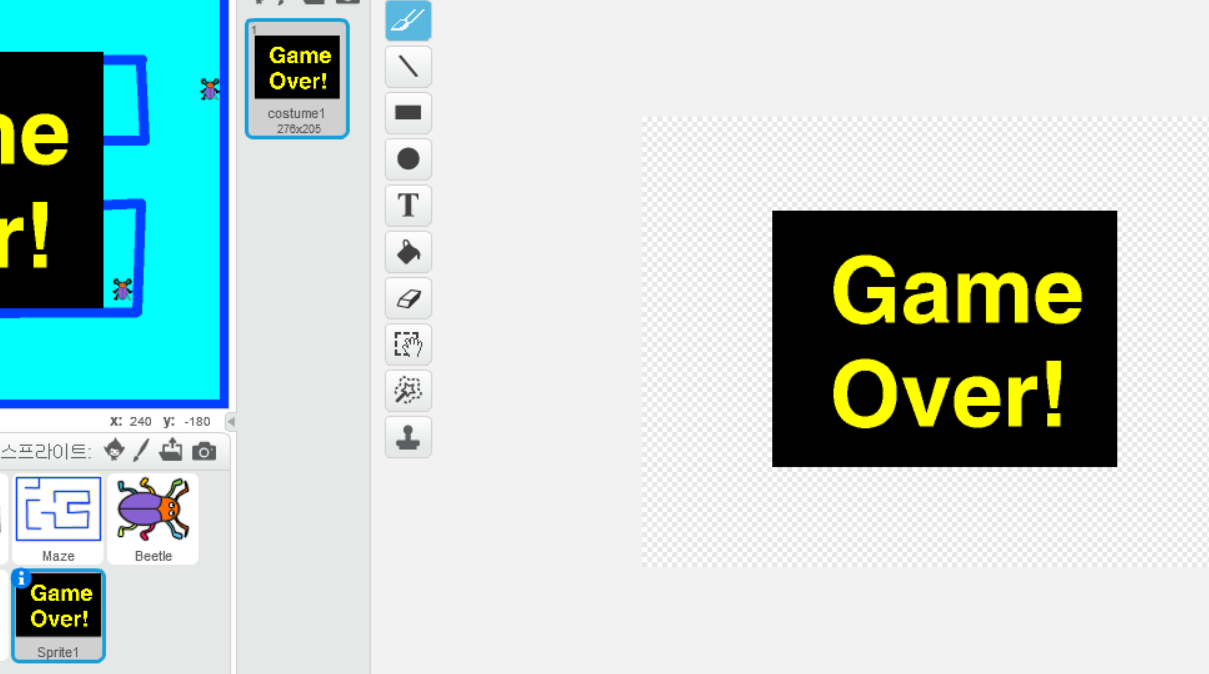 1
Game
Over!
costume1
276x205
T
me
r!
Game
Over!
x: 240 y: -180
스프라이트:
Maze
Beetle
i
Game
Over!
Sprite1